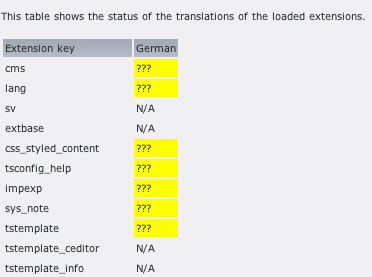 This table shows the status of the translations of the loaded extensions.
Extension key German
cms ???
lang ???
sv N/A
extbase N/A
css_styled_content ???
tsconfig_help ???
impexp ???
sys_note ???
tstemplate ???
tstemplate_ceditor N/A
tstemplate_info N/A